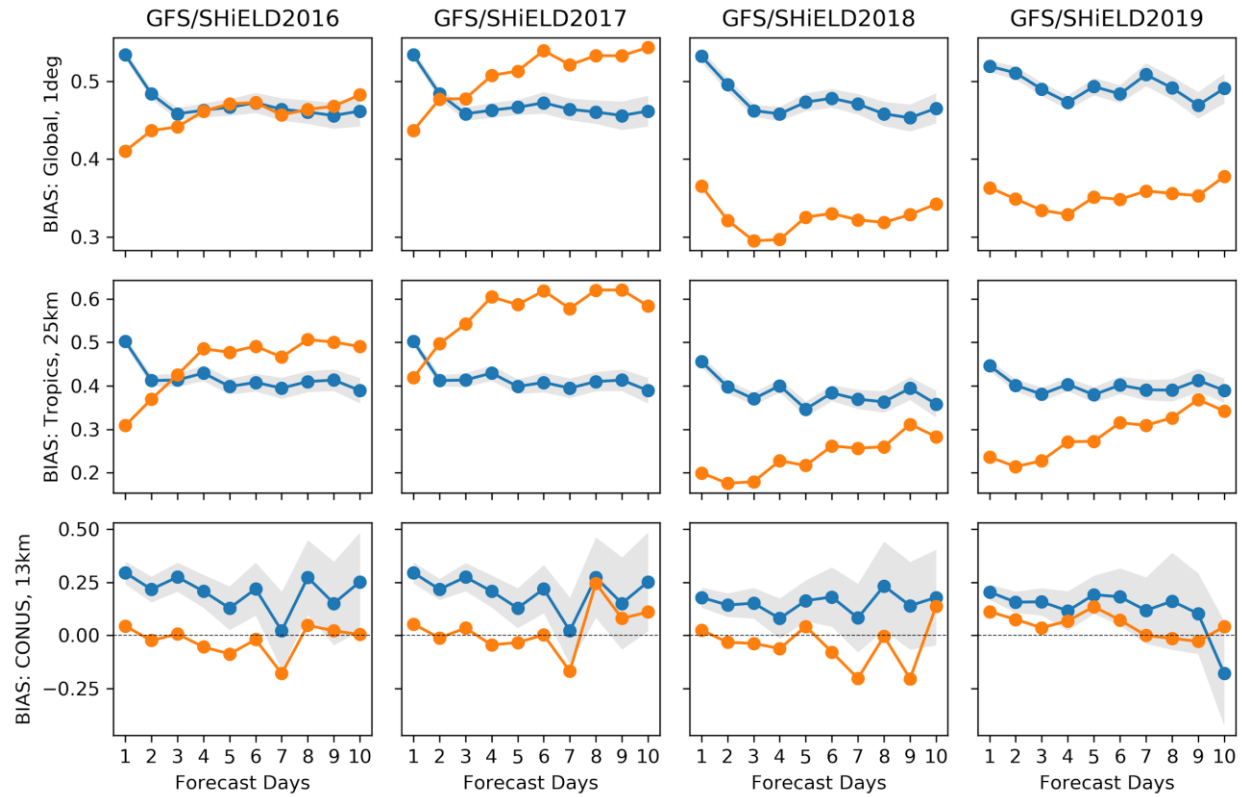 GFS/SHiELD2016 GFS/SHiELD2017 GFS/SHiELD2018 GFS/SHiELD2019
BIAS: Global, 1deg
0.5
0.4
0.3
BIAS: Tropics, 25km
0.6
0.5
0.4
0.3
0.2
BIAS: CONUS, 13km
0.50
0.25
0.00
−0.25
1 2 3 4 5 6 7 8 9 10 1 2 3 4 5 6 7 8 9 10 1 2 3 4 5 6 7 8 9 10 1 2 3 4 5 6 7 8 9 10
Forecast Days Forecast Days Forecast Days Forecast Days